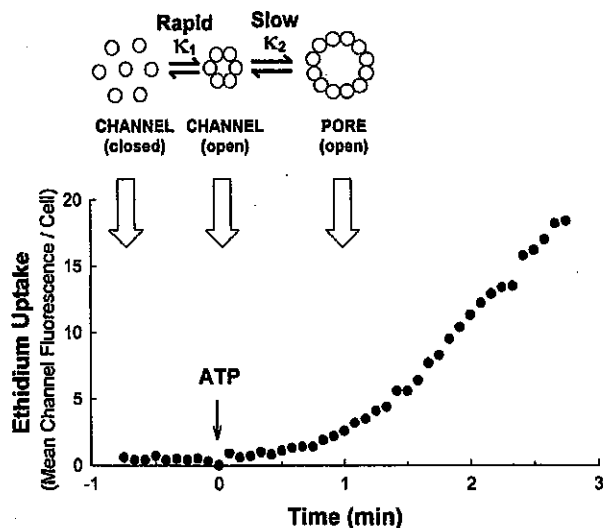 Rapid Slow
K₁ K₂
CHANNEL CHANNEL PORE
(closed) (open) (open)
Ethidium Uptake
(Mean Channel Fluorescence / Cell)
20
15
10
5
0
ATP
-1 0 1 2 3
Time (min)